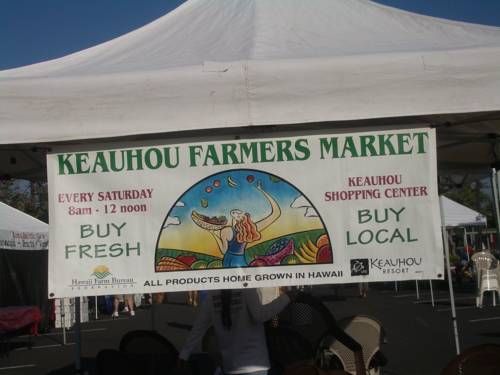 KEAUHOU FARMERS MARKET
EVERY SATURDAY
8am - 12 noon
BUY
FRESH
KEAUHOU
SHOPPING CENTER
BUY
LOCAL
Hawaii Farm Bureau
FEDERATION
ALL PRODUCTS HOME GROWN IN HAWAII
KEAUHOU
RESORT